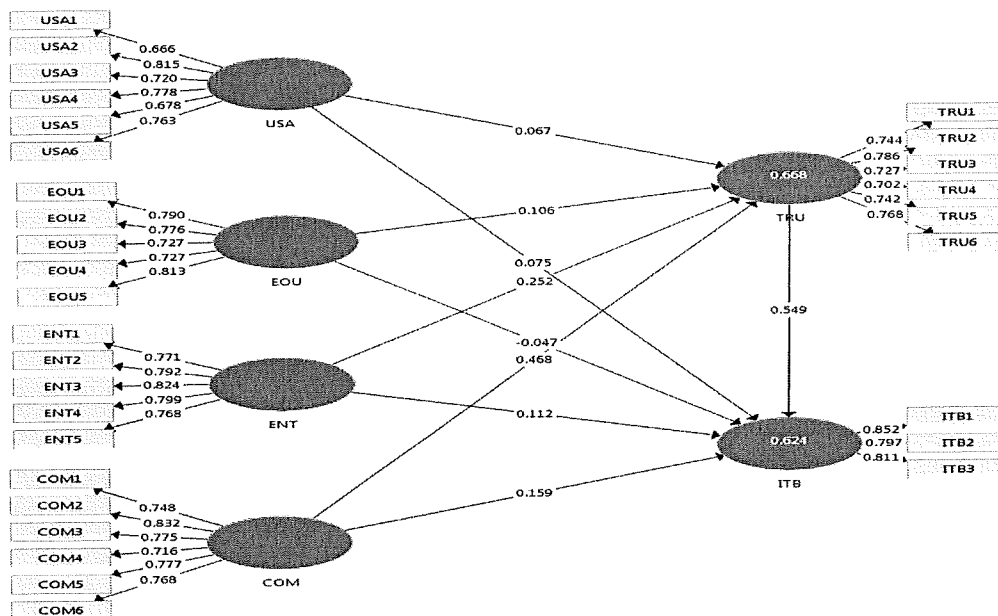 USA1
USA2
USA3
USA4
USA5
USA6
0.666
0.815
0.720
0.778
0.678
0.763
USA
EOU1
EOU2
EOU3
EOU4
EOU5
0.790
0.776
0.727
0.727
0.813
EOU
ENT1
ENT2
ENT3
ENT4
ENT5
0.771
0.792
0.824
0.799
0.768
ENT
COM1
COM2
COM3
COM4
COM5
COM6
0.748
0.832
0.775
0.716
0.777
0.768
COM
0.067
0.106
0.075
0.252
-0.047
0.468
0.112
0.159
0.668
TRU
0.549
0.624
ITB
0.744
0.786
0.727
0.702
0.742
0.768
TRU1
TRU2
TRU3
TRU4
TRU5
TRU6
0.852
0.797
0.811
ITB1
ITB2
ITB3